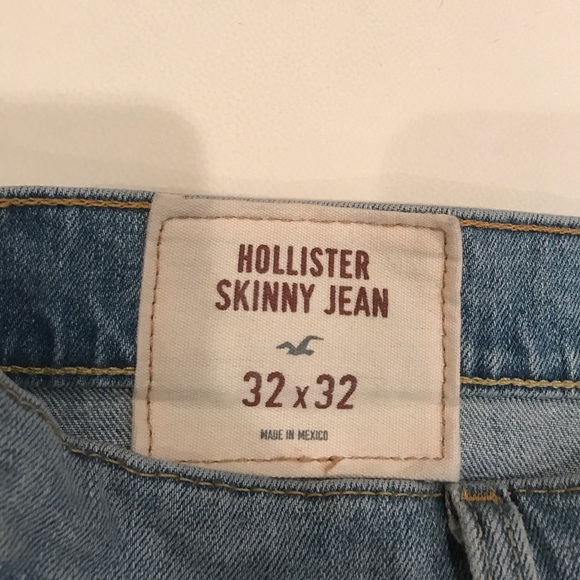 HOLLISTER
SKINNY JEAN
32 x 32
MADE IN MEXICO